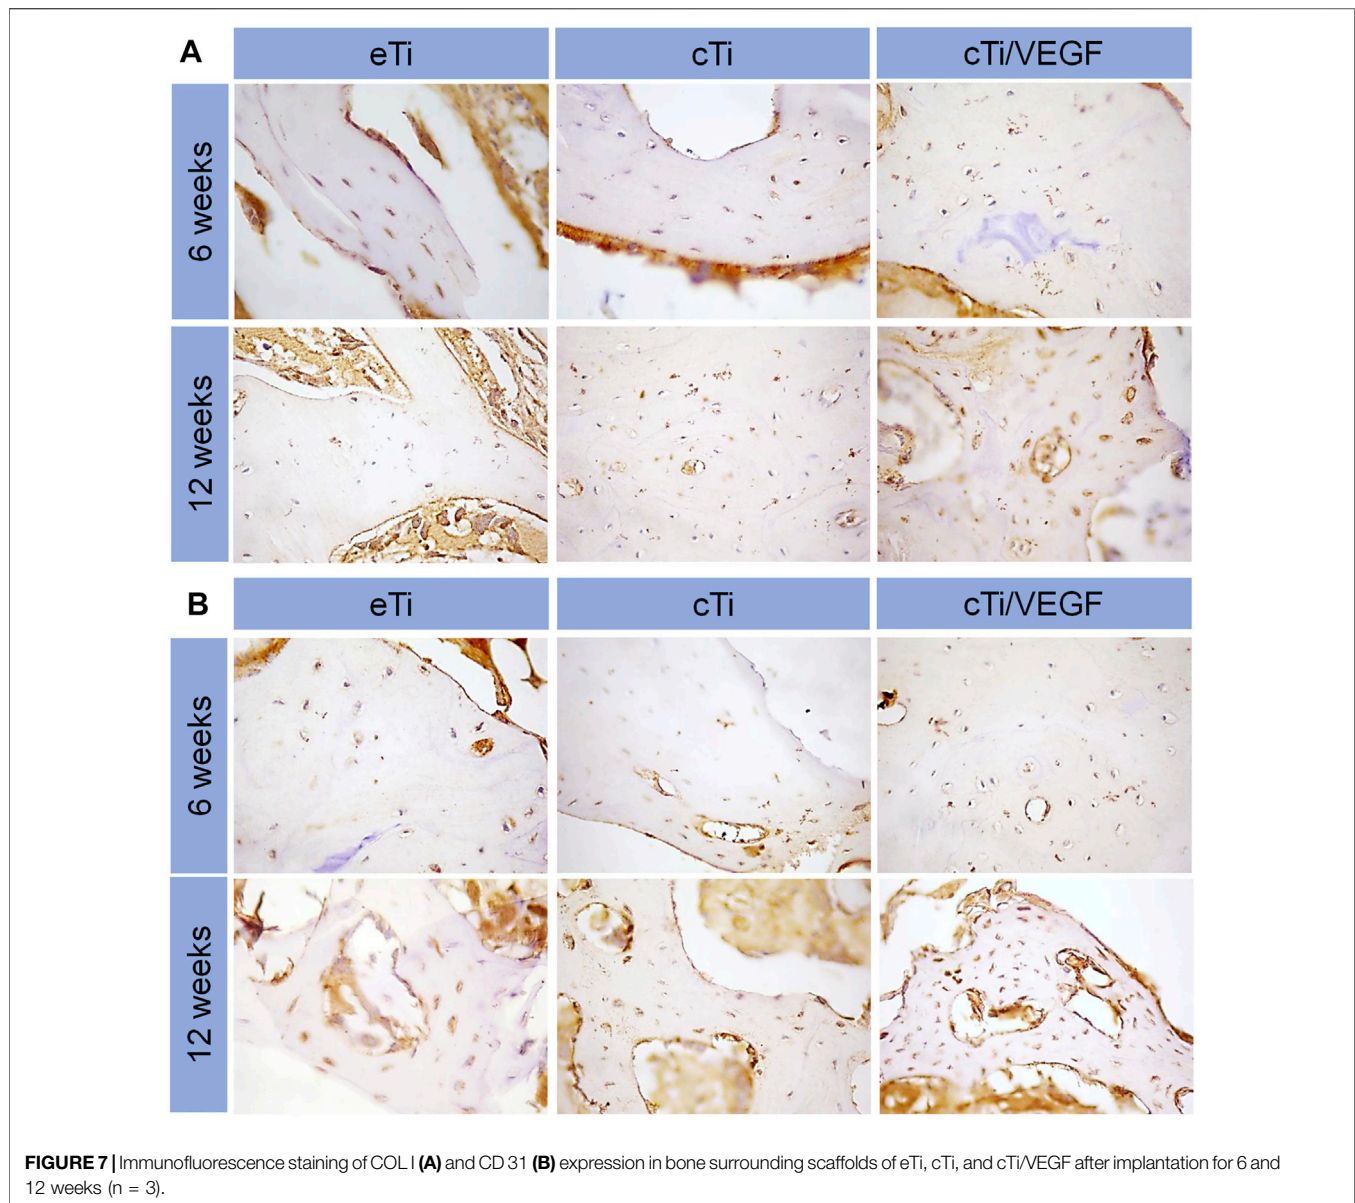 A
eTi
cTi
cTi/VEGF
6 weeks
12 weeks
B
eTi
cTi
cTi/VEGF
6 weeks
12 weeks
FIGURE 7 | Immunofluorescence staining of COL I (A) and CD 31 (B) expression in bone surrounding scaffolds of eTi, cTi, and cTi/VEGF after implantation for 6 and
12 weeks (n = 3).